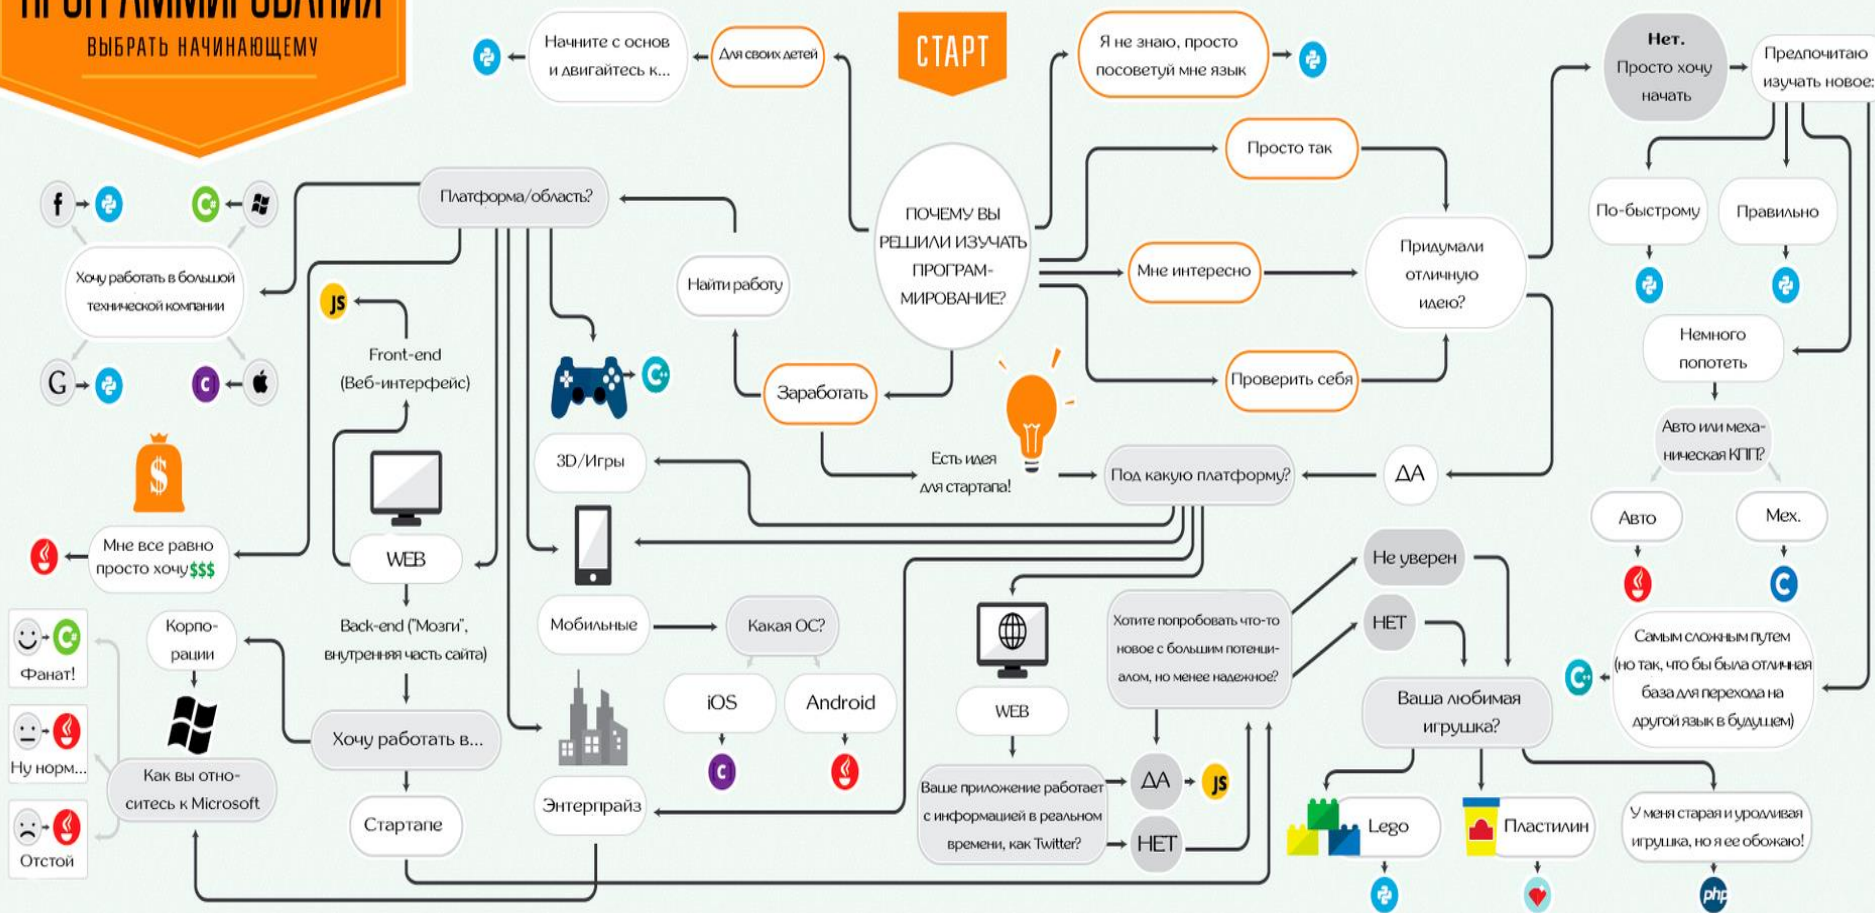 ПРОГРАММИРОВАНИЯ
ВЫБРАТЬ НАЧИНАЮЩЕМУ
СТАРТ
Начните с основ
и двигайтесь к...
Для своих детей
Я не знаю, просто
посоветуй мне язык
Нет.
Просто хочу
начать
Предпочитаю
изучать новое:
Просто так
Платформа/область?
ПОЧЕМУ ВЫ
РЕШИЛИ ИЗУЧАТЬ
ПРОГРАМ-
МИРОВАНИЕ?
По-быстрому
Правильно
Придумали
отличную
идею?
f
C#
Хочу работать в большой
технической компании
Найти работу
Мне интересно
JS
Немного
попотеть
Front-end
(Веб-интерфейс)
G
[C]
C++
Заработать
Проверить себя
Авто или меха-
ническая КПП?
$
3D/Игры
Есть идея
для стартапа!
Под какую платформу?
ДА
Авто
Мех.
Мне все равно
просто хочу $$$
WEB
Не уверен
C
C#
Фанат!
Корпо-
рации
Back-end ("Мозги",
внутренняя часть сайта)
Мобильные
Какая ОС?
Хотите попробовать что-то
новое с большим потенци-
алом, но менее надежное?
НЕТ
Самым сложным путем
(но так, что бы была отличная
база для перехода на
другой язык в будущем)
C++
iOS
Android
WEB
Ваша любимая
игрушка?
Ну норм...
Хочу работать в...
[C]
Как вы отно-
ситесь к Microsoft
Ваше приложение работает
с информацией в реальном
времени, как Twitter?
ДА
JS
НЕТ
Отстой
Стартапе
Энтерпрайз
Lego
Пластилин
У меня старая и уродливая
игрушка, но я ее обожаю!
php